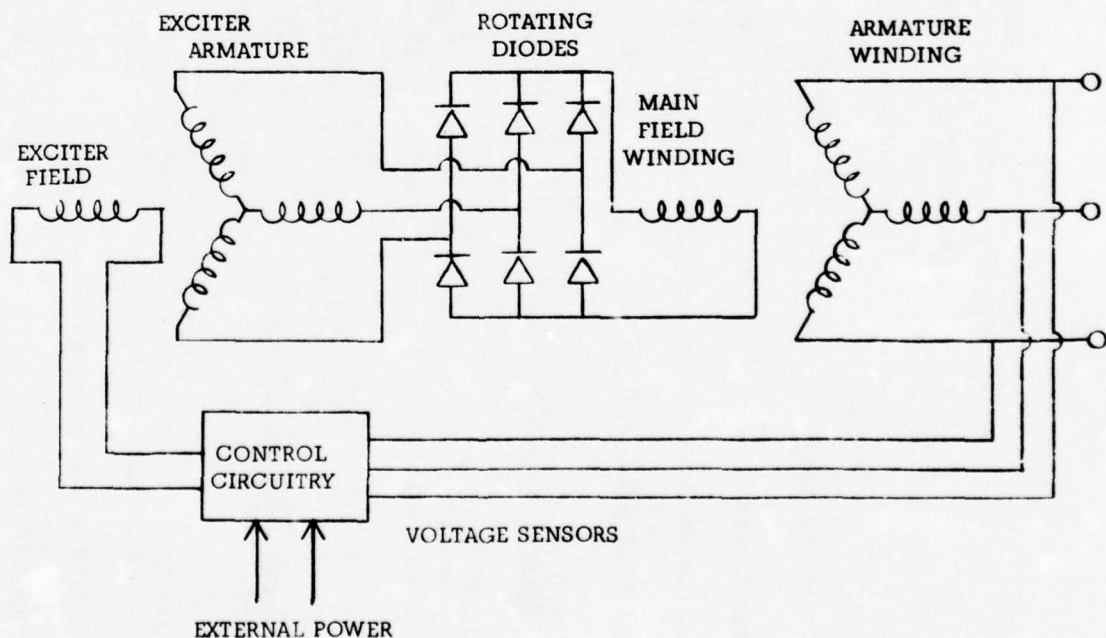 EXCITER
ARMATURE
ROTATING
DIODES
ARMATURE
WINDING
MAIN
FIELD
WINDING
EXCITER
FIELD
CONTROL
CIRCUITRY
VOLTAGE SENSORS
EXTERNAL POWER